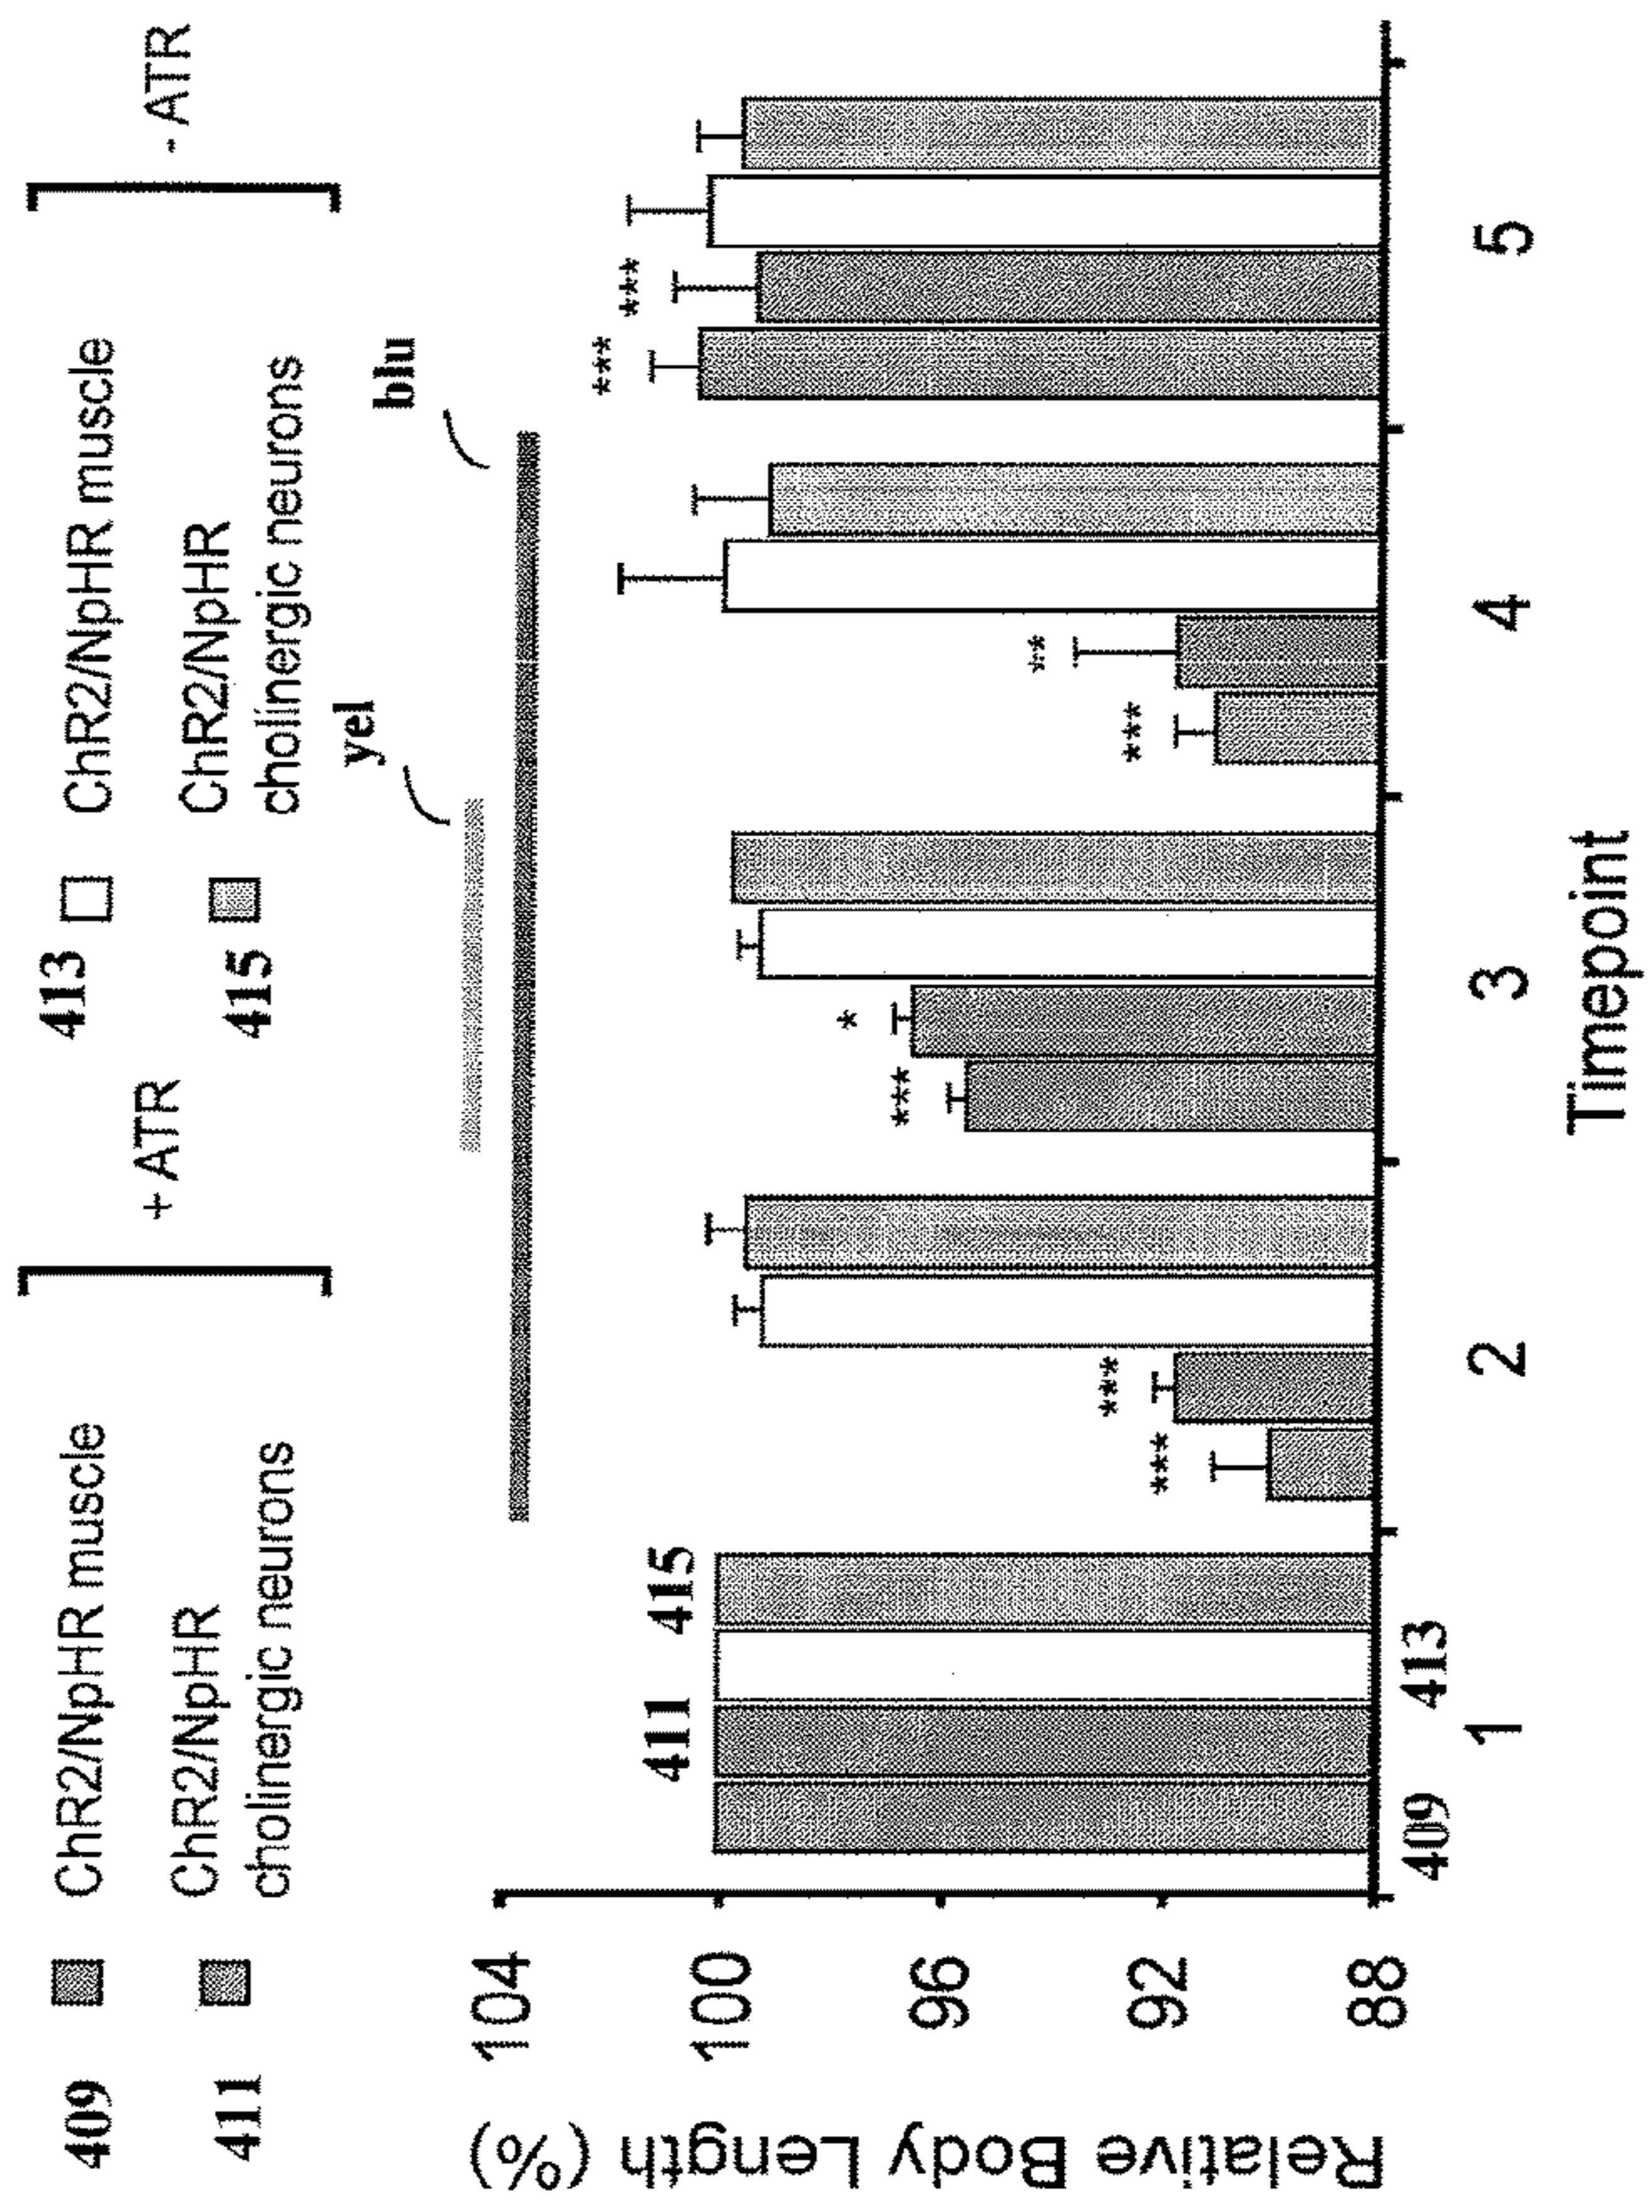 409 ChR2/NpHR muscle
411 ChR2/NpHR
cholinergic neurons
+ ATR
413 ChR2/NpHR muscle
415 ChR2/NpHR
cholinergic neurons
- ATR
yel
blu
Relative Body Length (%)
104
100
96
92
88
411
415
409
413
***
***
***
*
***
**
***
***
1
2
3
4
5
Timepoint